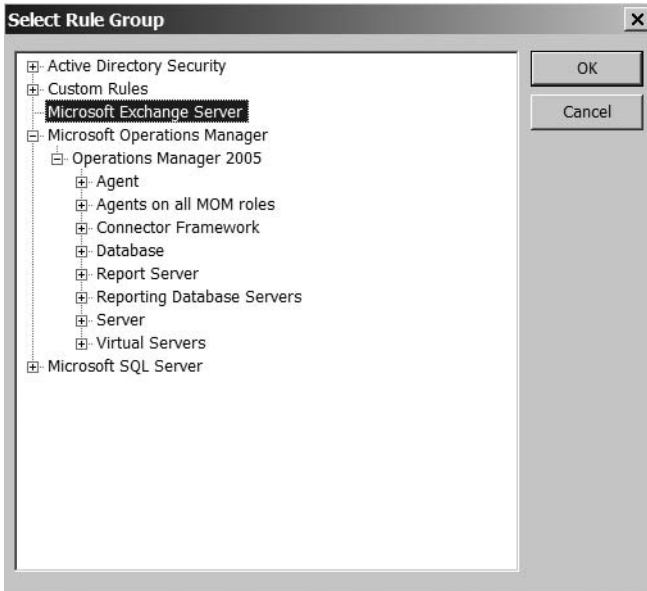 Select Rule Group
Active Directory Security
Custom Rules
Microsoft Exchange Server
Microsoft Operations Manager
Operations Manager 2005
Agent
Agents on all MOM roles
Connector Framework
Database
Report Server
Reporting Database Servers
Server
Virtual Servers
Microsoft SQL Server
OK
Cancel